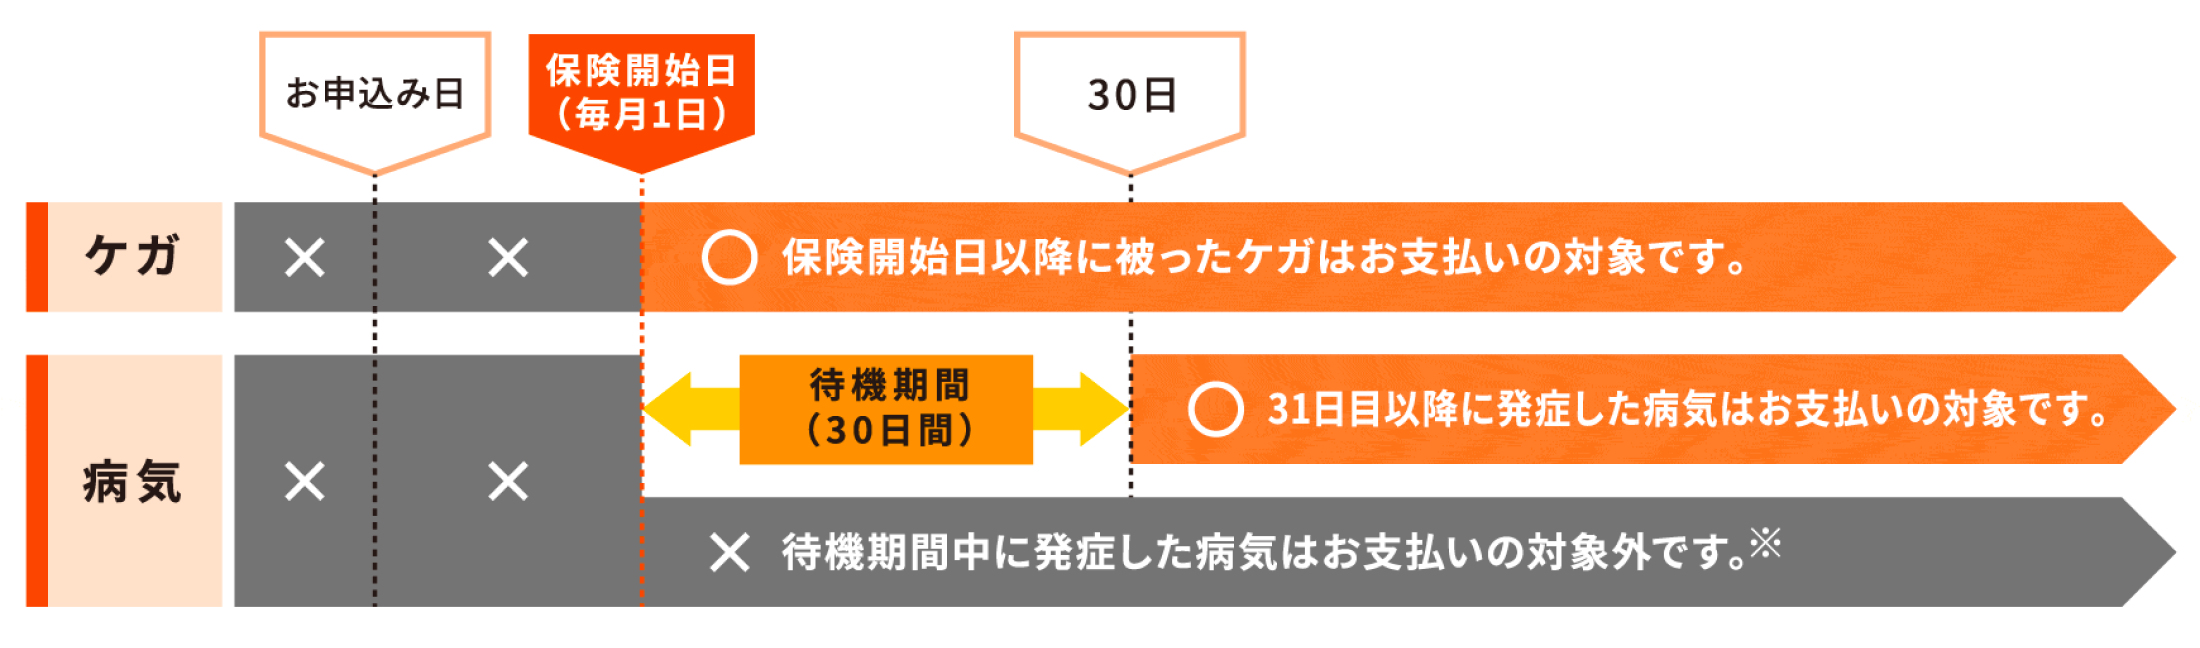 お申込み日
保険開始日
（毎月1日）
30日
ケガ
× ×
○ 保険開始日以降に被ったケガはお支払いの対象です。
病気
× ×
待機期間
（30日間）
○ 31日目以降に発症した病気はお支払いの対象です。
× 待機期間中に発症した病気はお支払いの対象外です。※